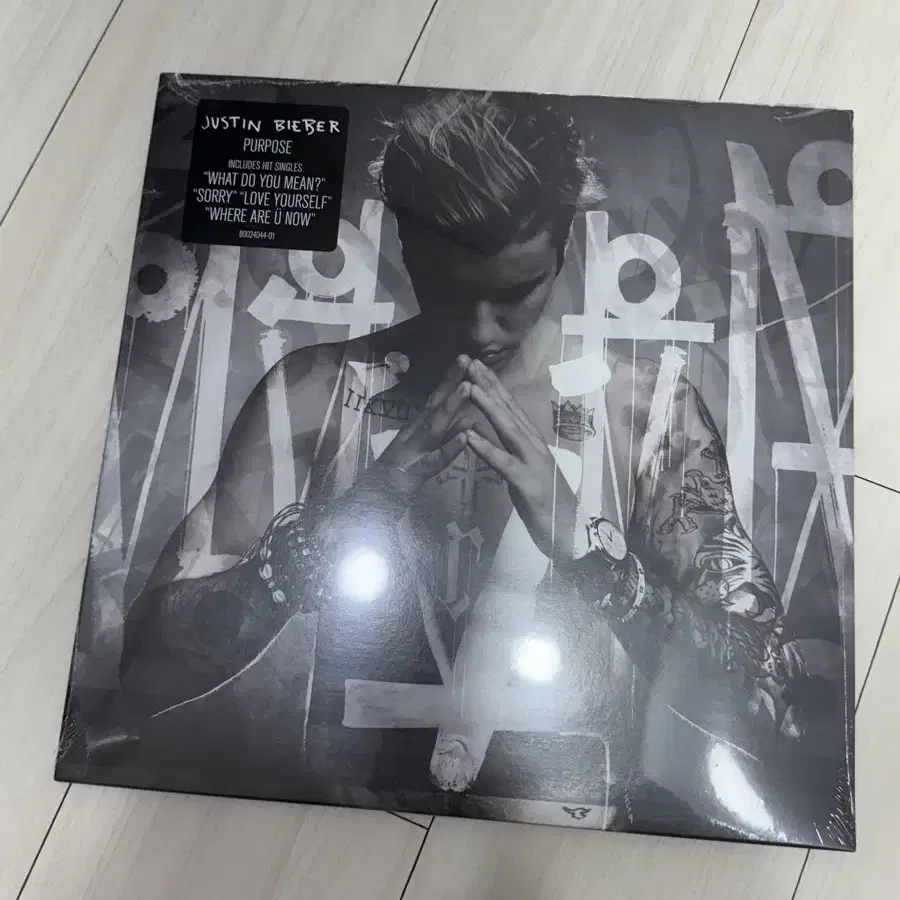 JUSTIN BIEBER
PURPOSE
INCLUDES HIT SINGLES
"WHAT DO YOU MEAN?"
"SORRY" "LOVE YOURSELF"
"WHERE ARE Ü NOW"
B0024044-01